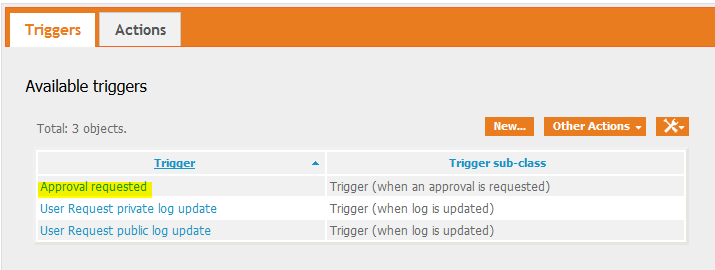 Triggers Actions
Available triggers
Total: 3 objects. New... Other Actions
Trigger Trigger sub-class
Approval requested Trigger (when an approval is requested)
User Request private log update Trigger (when log is updated)
User Request public log update Trigger (when log is updated)